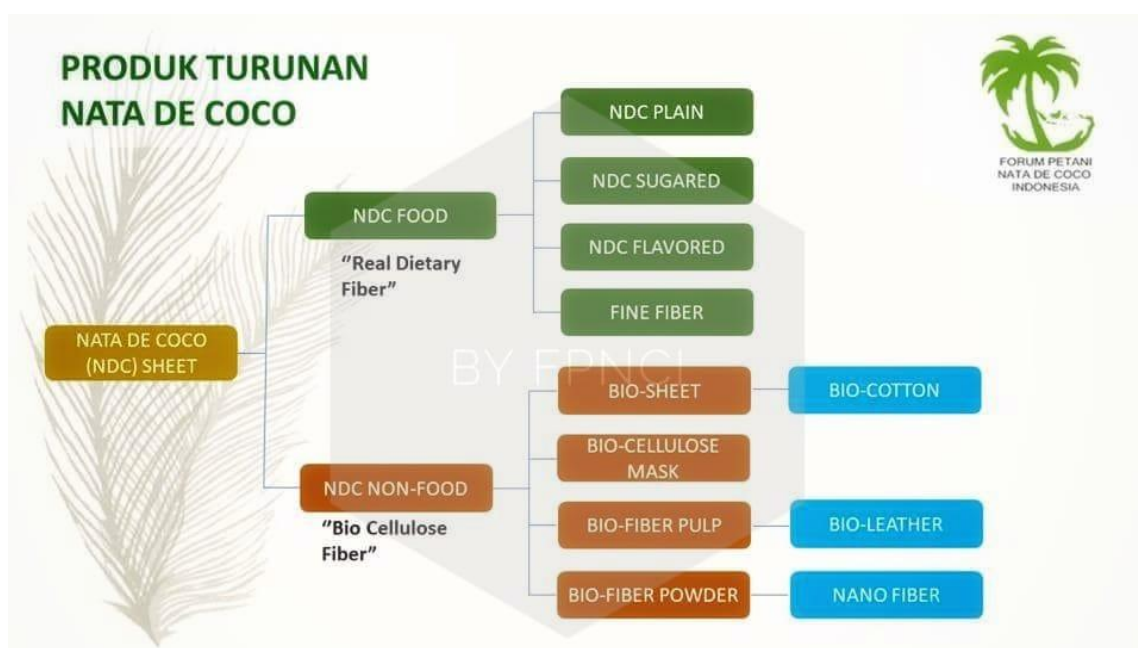 PRODUK TURUNAN
NATA DE COCO
FORUM PETANI
NATA DE COCO
INDONESIA
NATA DE COCO
(NDC) SHEET
NDC FOOD
“Real Dietary
Fiber”
NDC PLAIN
NDC SUGARED
NDC FLAVORED
FINE FIBER
BY FPNCI
NDC NON-FOOD
“Bio Cellulose
Fiber”
BIO-SHEET
BIO-COTTON
BIO-CELLULOSE
MASK
BIO-FIBER PULP
BIO-LEATHER
BIO-FIBER POWDER
NANO FIBER